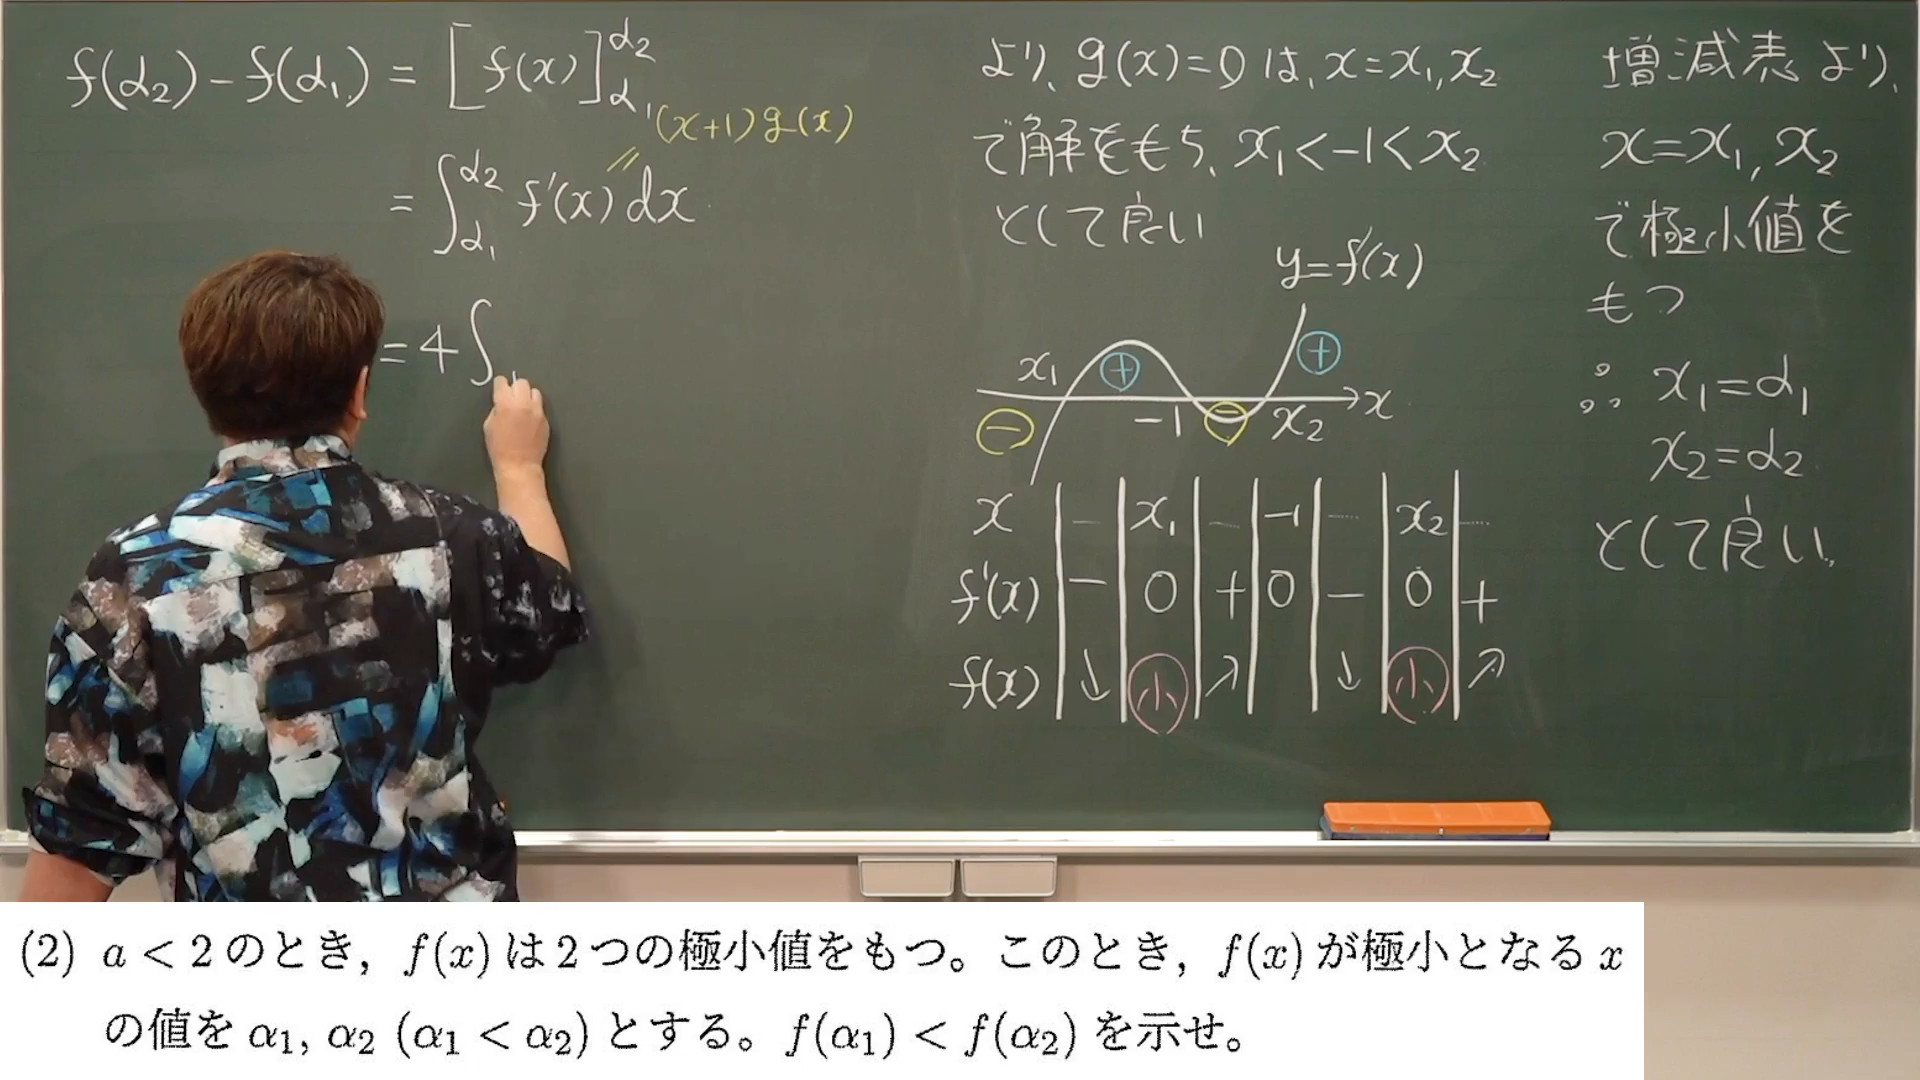 f(α₂)-f(α₁) = [f(x)]_{α₁}^{α₂}
(x+1)g(x)
= ∫_{α₁}^{α₂} f'(x)dx
= 4∫
より、g(x)=0は、x=x₁,x₂
で解をもち、x₁<-1<x₂
として良い
y=f'(x)
x₁ ⊕ ⊕
⊖ -1 ⊖ x₂ x
x … x₁ … -1 … x₂ …
f'(x) - 0 + 0 - 0 +
f(x) ↘ 小 ↗ ↘ 小 ↗
増減表より、
x=x₁, x₂
で極小値を
もつ
∴ x₁=α₁
x₂=α₂
として良い。
(2) a < 2 のとき, f(x) は 2 つの極小値をもつ。このとき, f(x) が極小となる x
の値を α₁, α₂ (α₁ < α₂) とする。f(α₁) < f(α₂) を示せ。